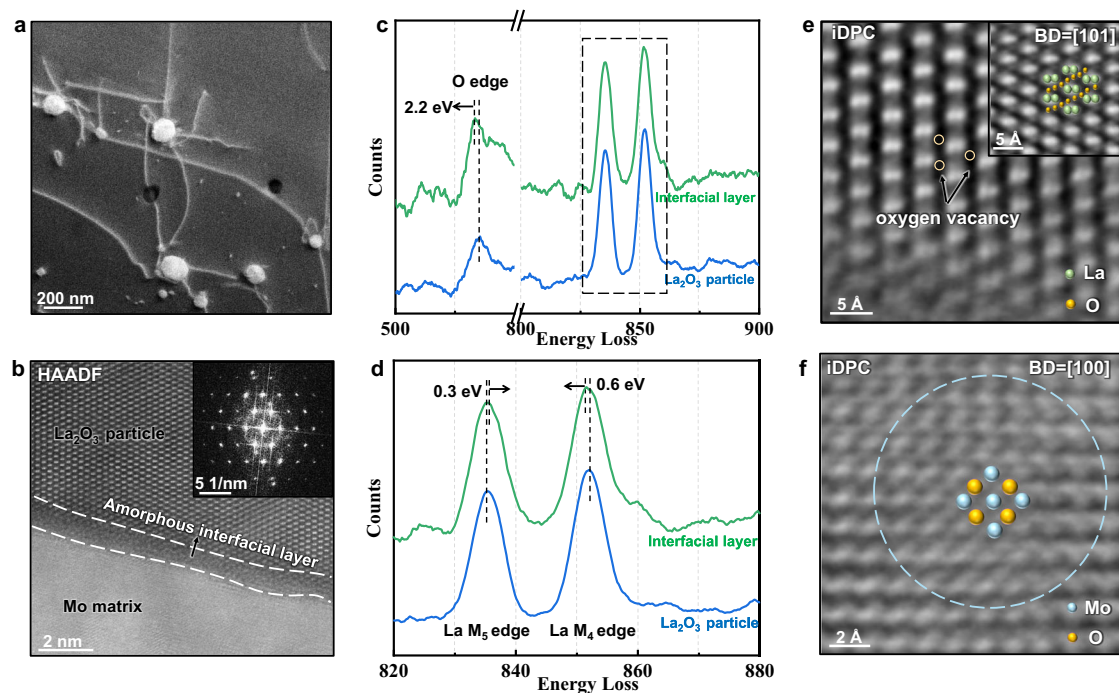 a
200 nm
b
HAADF
La₂O₃ particle
5 1/nm
Amorphous interfacial layer
Mo matrix
2 nm
c
O edge
2.2 eV
Counts
Interfacial layer
La₂O₃ particle
500
800
850
900
Energy Loss
d
0.3 eV
0.6 eV
Counts
Interfacial layer
La M₅ edge
La M₄ edge
La₂O₃ particle
820
840
860
880
Energy Loss
e
iDPC
BD=[101]
5 Å
oxygen vacancy
La
O
5 Å
f
iDPC
BD=[100]
Mo
O
2 Å